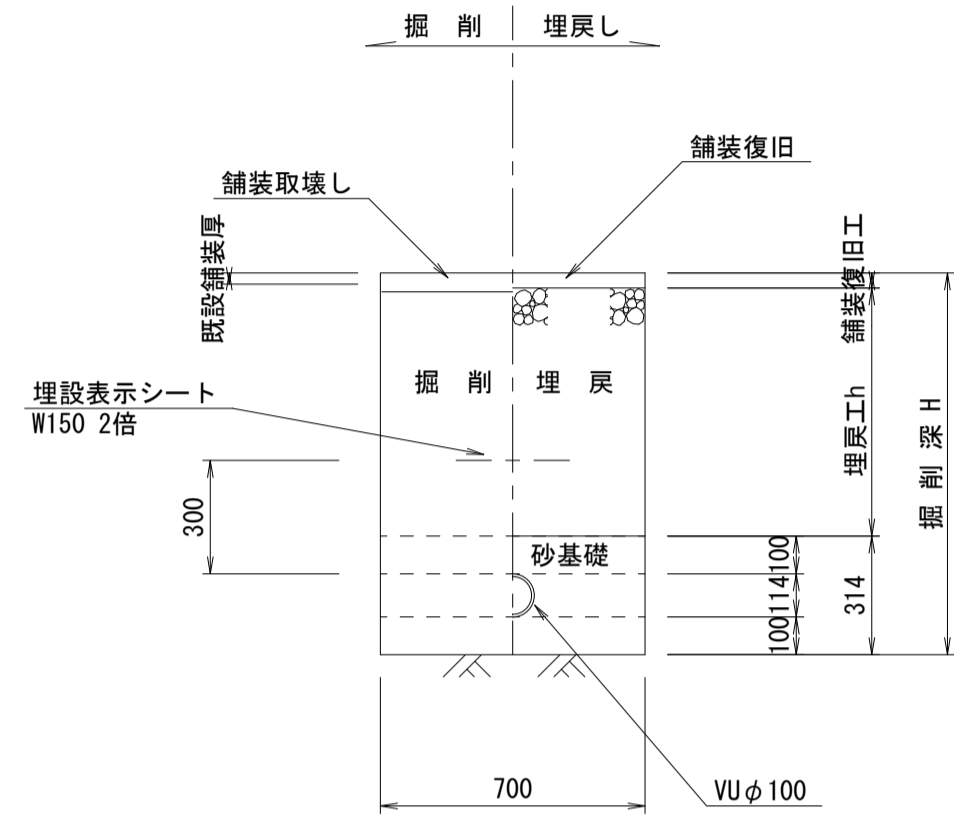 掘 削
埋戻し
舗装復旧
舗装取壊し
既設舗装厚
舗装復旧工
掘 削
埋 戻
埋設表示シート
W150 2倍
埋戻工h
掘 削 深 H
300
砂基礎
100
114
100
314
700
VUφ100